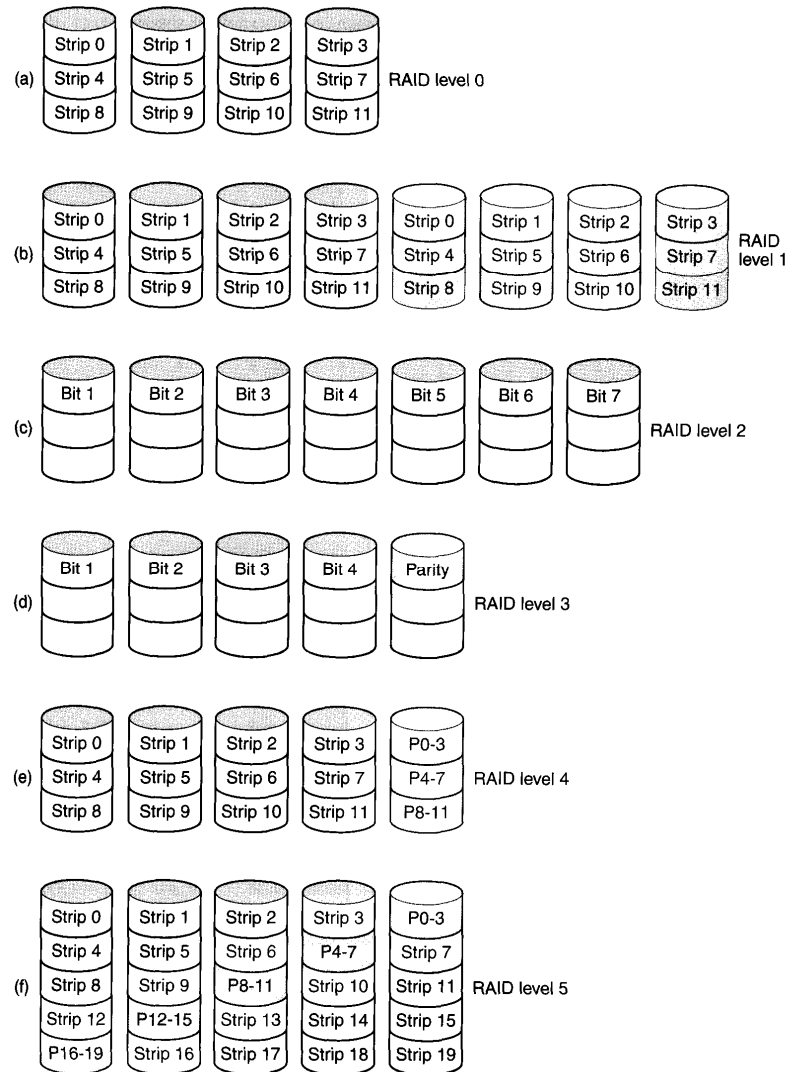 Strip 0 Strip 1 Strip 2 Strip 3
(a) Strip 4 Strip 5 Strip 6 Strip 7 RAID level 0
Strip 8 Strip 9 Strip 10 Strip 11
Strip 0 Strip 1 Strip 2 Strip 3 Strip 0 Strip 1 Strip 2 Strip 3
(b) Strip 4 Strip 5 Strip 6 Strip 7 Strip 4 Strip 5 Strip 6 Strip 7 RAID level 1
Strip 8 Strip 9 Strip 10 Strip 11 Strip 8 Strip 9 Strip 10 Strip 11
Bit 1 Bit 2 Bit 3 Bit 4 Bit 5 Bit 6 Bit 7
(c) RAID level 2
Bit 1 Bit 2 Bit 3 Bit 4 Parity
(d) RAID level 3
Strip 0 Strip 1 Strip 2 Strip 3 P0-3
(e) Strip 4 Strip 5 Strip 6 Strip 7 P4-7 RAID level 4
Strip 8 Strip 9 Strip 10 Strip 11 P8-11
Strip 0 Strip 1 Strip 2 Strip 3 P0-3
Strip 4 Strip 5 Strip 6 P4-7 Strip 7
(f) Strip 8 Strip 9 P8-11 Strip 10 Strip 11 RAID level 5
Strip 12 P12-15 Strip 13 Strip 14 Strip 15
P16-19 Strip 16 Strip 17 Strip 18 Strip 19